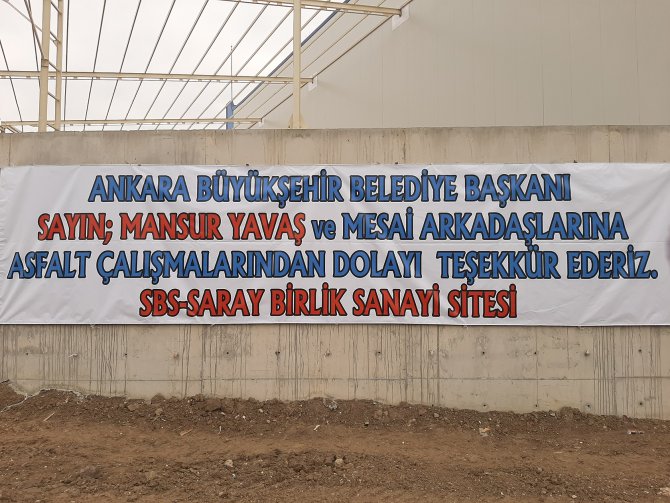 ANKARA BÜYÜKŞEHİR BELEDİYE BAŞKANI
SAYIN; MANSUR YAVAŞ ve MESAİ ARKADAŞLARINA
ASFALT ÇALIŞMALARINDAN DOLAYI TEŞEKKÜR EDERİZ.
SBS-SARAY BİRLİK SANAYİ SİTESİ